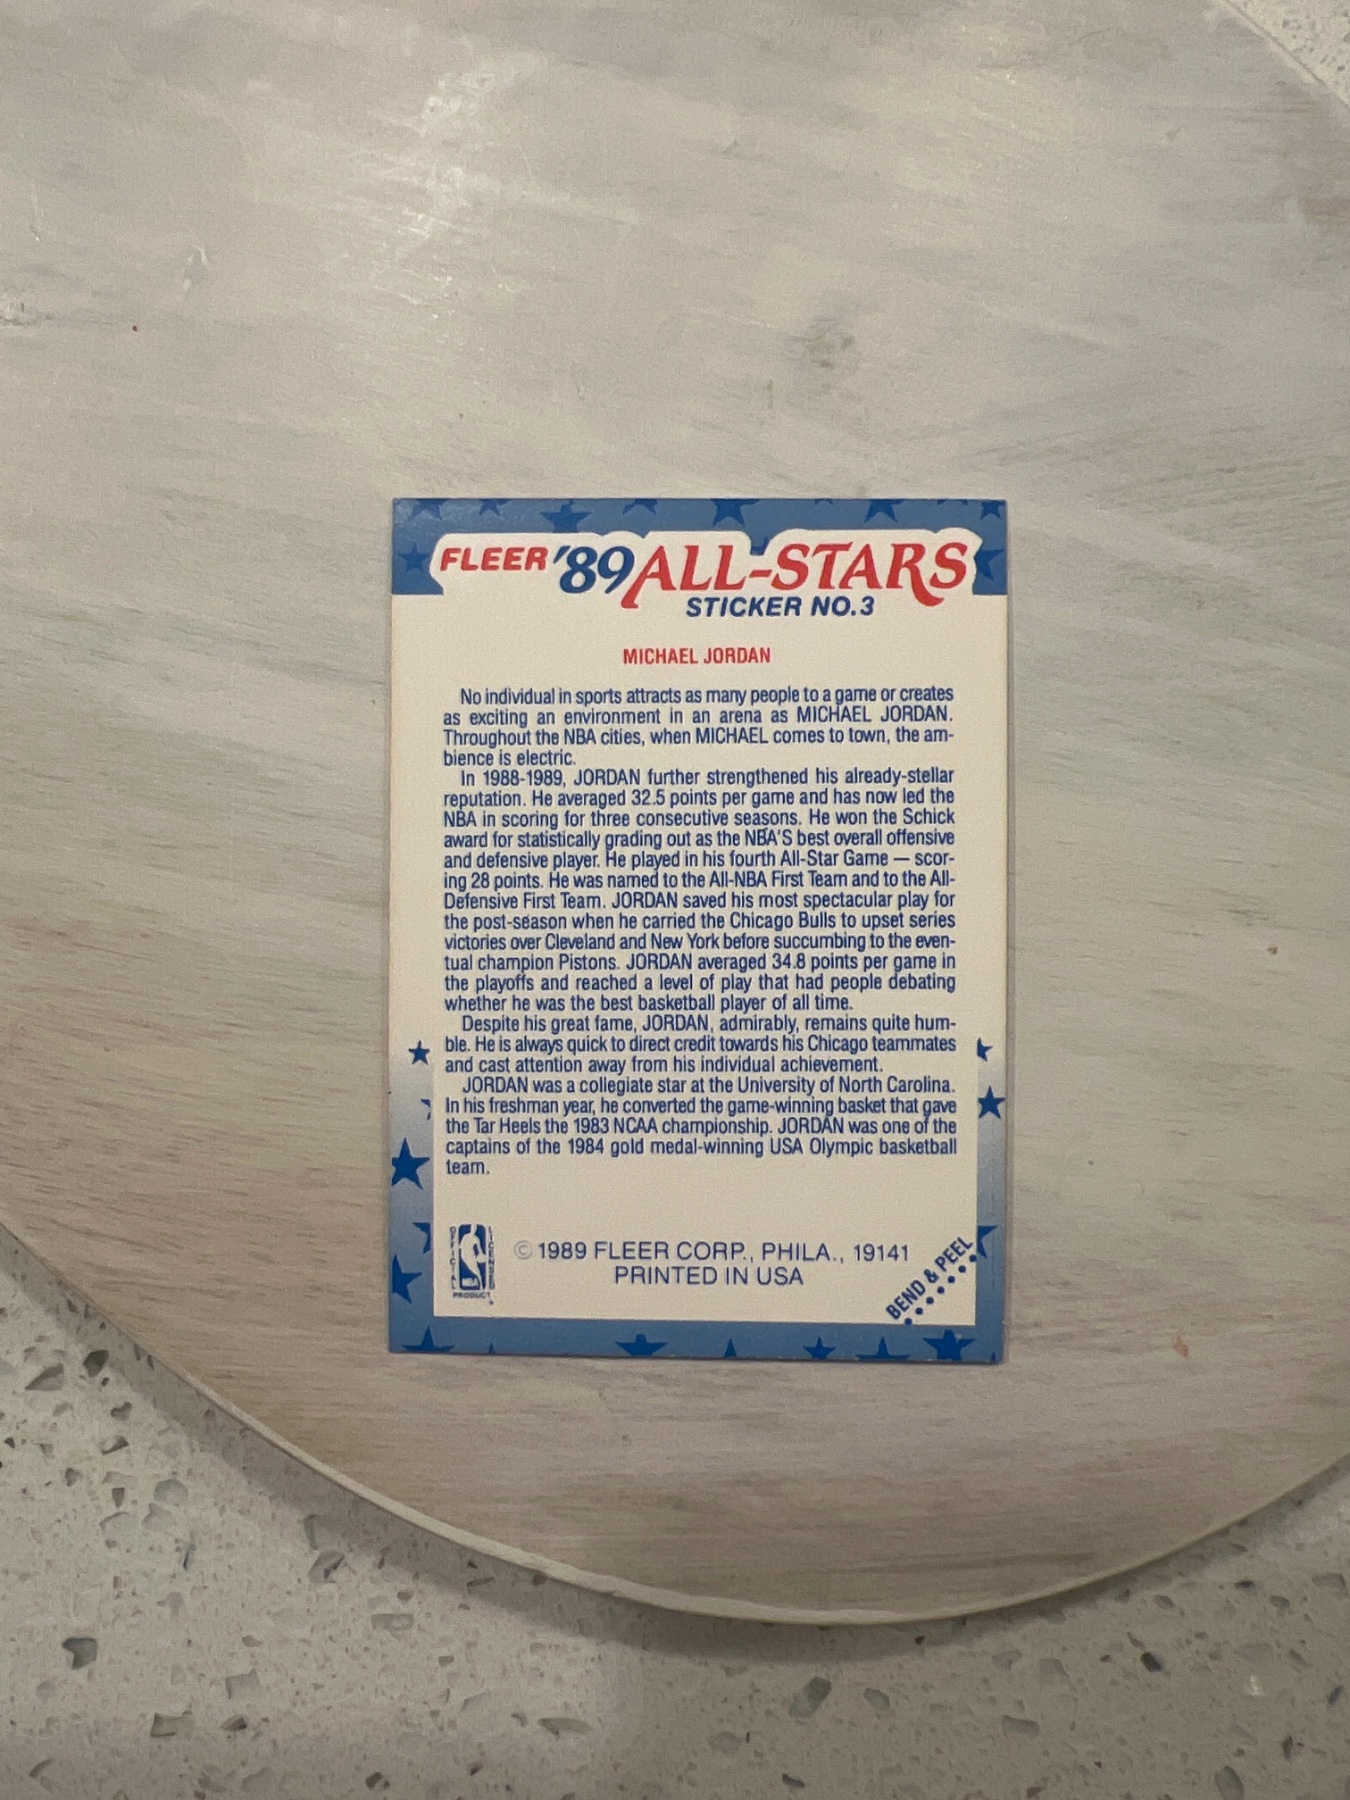 FLEER '89 ALL-STARS
STICKER NO.3
MICHAEL JORDAN
No individual in sports attracts as many people to a game or creates
as exciting an environment in an arena as MICHAEL JORDAN.
Throughout the NBA cities, when MICHAEL comes to town, the am-
bience is electric.
In 1988-1989, JORDAN further strengthened his already-stellar
reputation. He averaged 32.5 points per game and has now led the
NBA in scoring for three consecutive seasons. He won the Schick
award for statistically grading out as the NBA'S best overall offensive
and defensive player. He played in his fourth All-Star Game — scor-
ing 28 points. He was named to the All-NBA First Team and to the All-
Defensive First Team. JORDAN saved his most spectacular play for
the post-season when he carried the Chicago Bulls to upset series
victories over Cleveland and New York before succumbing to the even-
tual champion Pistons. JORDAN averaged 34.8 points per game in
the playoffs and reached a level of play that had people debating
whether he was the best basketball player of all time.
Despite his great fame, JORDAN, admirably, remains quite hum-
ble. He is always quick to direct credit towards his Chicago teammates
and cast attention away from his individual achievement.
JORDAN was a collegiate star at the University of North Carolina.
In his freshman year, he converted the game-winning basket that gave
the Tar Heels the 1983 NCAA championship. JORDAN was one of the
captains of the 1984 gold medal-winning USA Olympic basketball
team.
OFFICIAL LICENSED
NBA
PRODUCT
© 1989 FLEER CORP., PHILA., 19141
PRINTED IN USA
BEND & PEEL